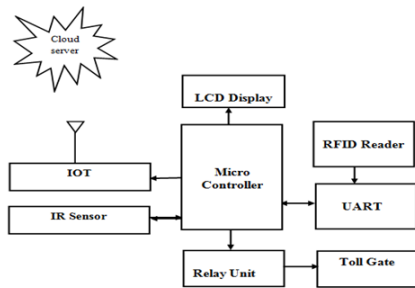 Cloud
server
LCD Display
RFID Reader
IOT
Micro
Controller
IR Sensor
UART
Relay Unit
Toll Gate